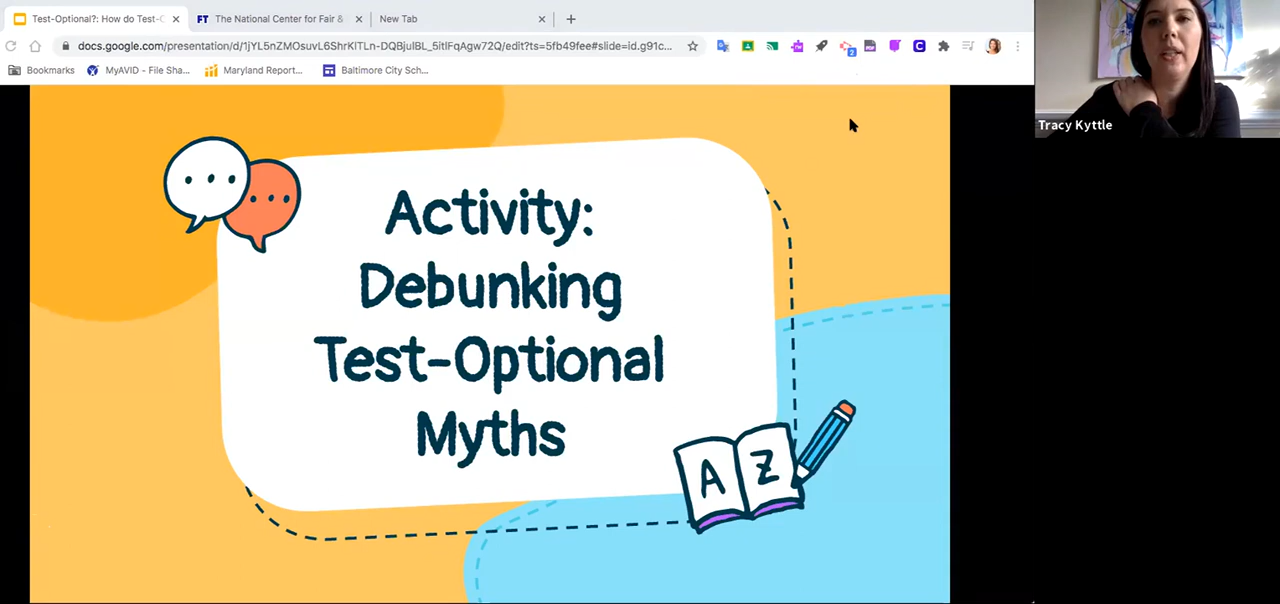 Test-Optional?: How do Test-O
The National Center for Fair &
New Tab
docs.google.com/presentation/d/1jYL5nZMOsuvL6ShrKlTLn-DQBjuIBL_5itlFqAgw72Q/edit?ts=5fb49fee#slide=id.g91c...
Bookmarks
MyAVID - File Sha...
Maryland Report...
Baltimore City Sch...
Tracy Kyttle
Activity:
Debunking
Test-Optional
Myths
A Z